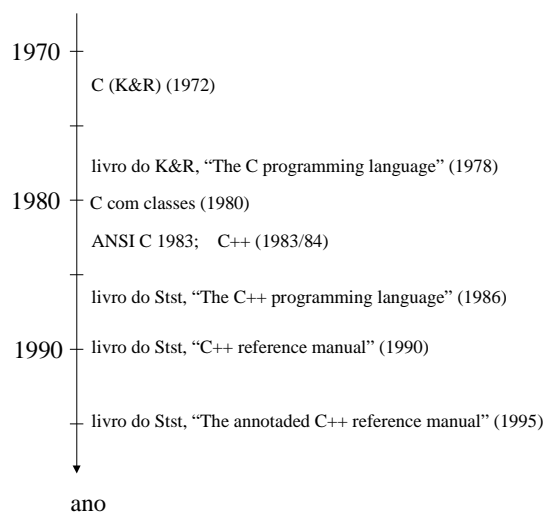 1970
C (K&R) (1972)
livro do K&R, “The C programming language” (1978)
1980
C com classes (1980)
ANSI C 1983; C++ (1983/84)
livro do Stst, “The C++ programming language” (1986)
1990
livro do Stst, “C++ reference manual” (1990)
livro do Stst, “The annotaded C++ reference manual” (1995)
ano